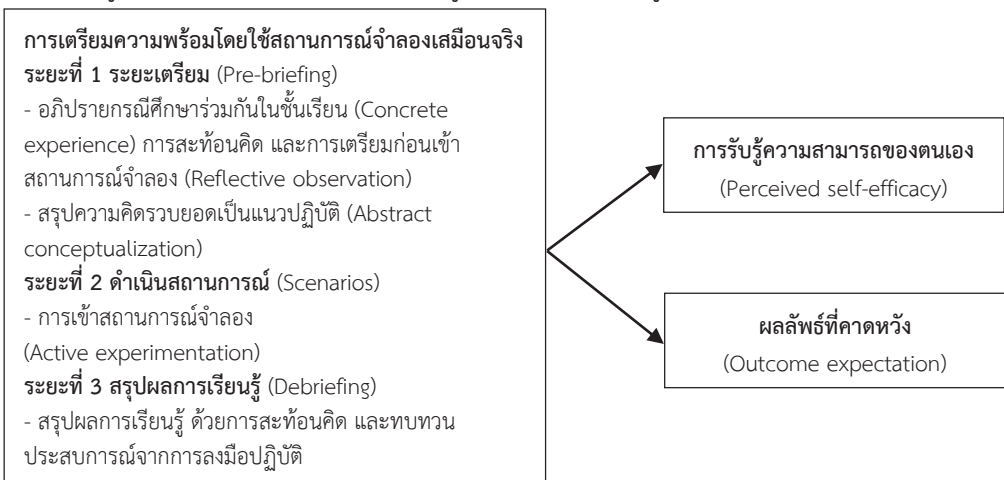 การเตรียมความพร้อมโดยใช้สถานการณ์จำลองเสมือนจริง
ระยะที่ 1 ระยะเตรียม (Pre-briefing)
- อภิปรายกรณีศึกษาร่วมกันในชั้นเรียน (Concrete
experience) การสะท้อนคิด และการเตรียมก่อนเข้า
สถานการณ์จำลอง (Reflective observation)
- สรุปความคิดรวบยอดเป็นแนวปฏิบัติ (Abstract
conceptualization)
ระยะที่ 2 ดำเนินสถานการณ์ (Scenarios)
- การเข้าสถานการณ์จำลอง
(Active experimentation)
ระยะที่ 3 สรุปผลการเรียนรู้ (Debriefing)
- สรุปผลการเรียนรู้ ด้วยการสะท้อนคิด และทบทวน
ประสบการณ์จากการลงมือปฏิบัติ
การรับรู้ความสามารถของตนเอง
(Perceived self-efficacy)
ผลลัพธ์ที่คาดหวัง
(Outcome expectation)